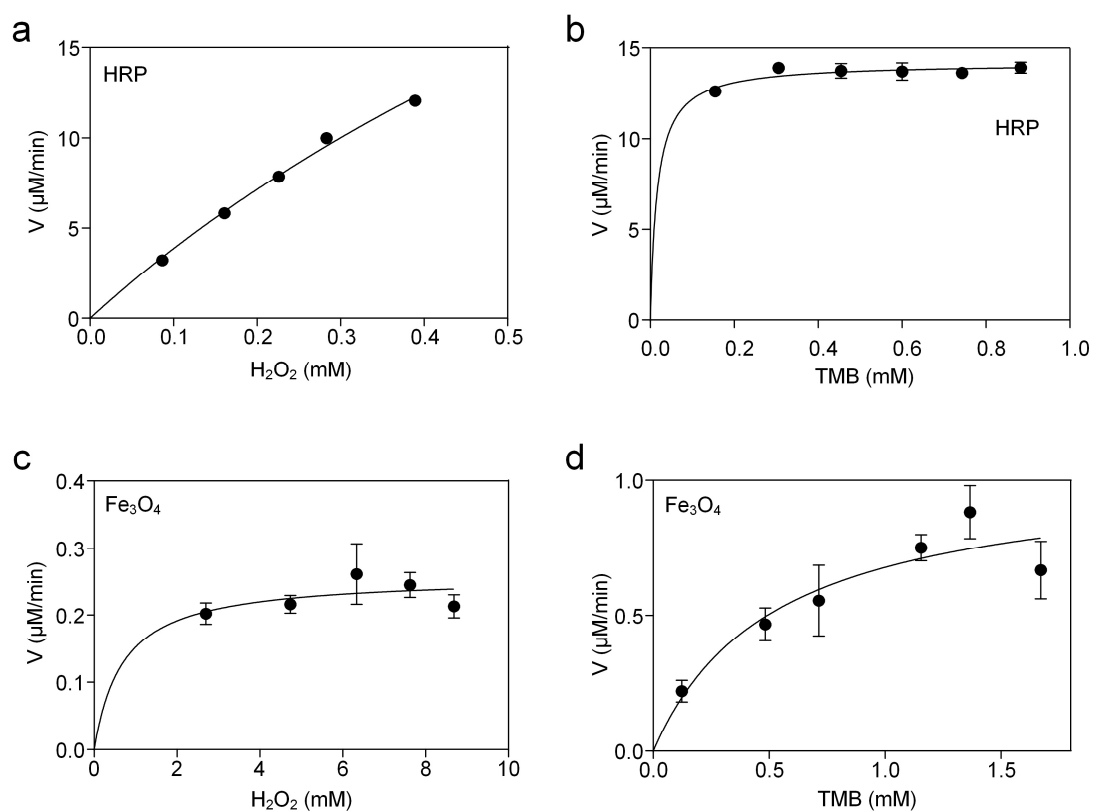 a
HRP
15
10
5
0
V (µM/min)
0.0 0.1 0.2 0.3 0.4 0.5
H₂O₂ (mM)
b
HRP
15
10
5
0
V (µM/min)
0.0 0.2 0.4 0.6 0.8 1.0
TMB (mM)
c
Fe₃O₄
0.4
0.3
0.2
0.1
0.0
V (µM/min)
0 2 4 6 8 10
H₂O₂ (mM)
d
Fe₃O₄
1.0
0.5
0.0
V (µM/min)
0.0 0.5 1.0 1.5
TMB (mM)